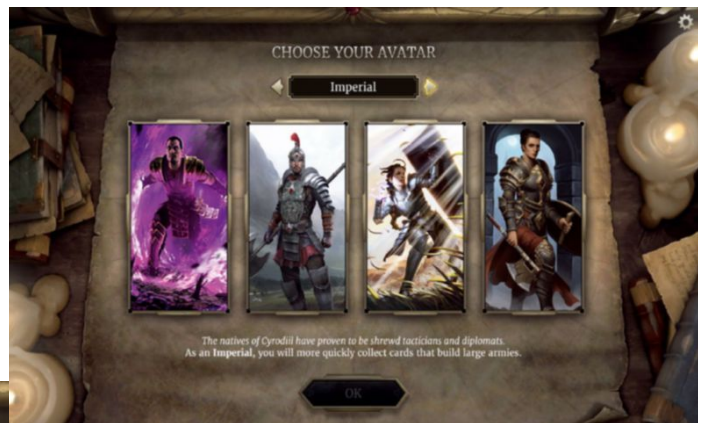 CHOOSE YOUR AVATAR
Imperial
The natives of Cyrodiil have proven to be shrewd tacticians and diplomats.
As an Imperial, you will more quickly collect cards that build large armies.
OK